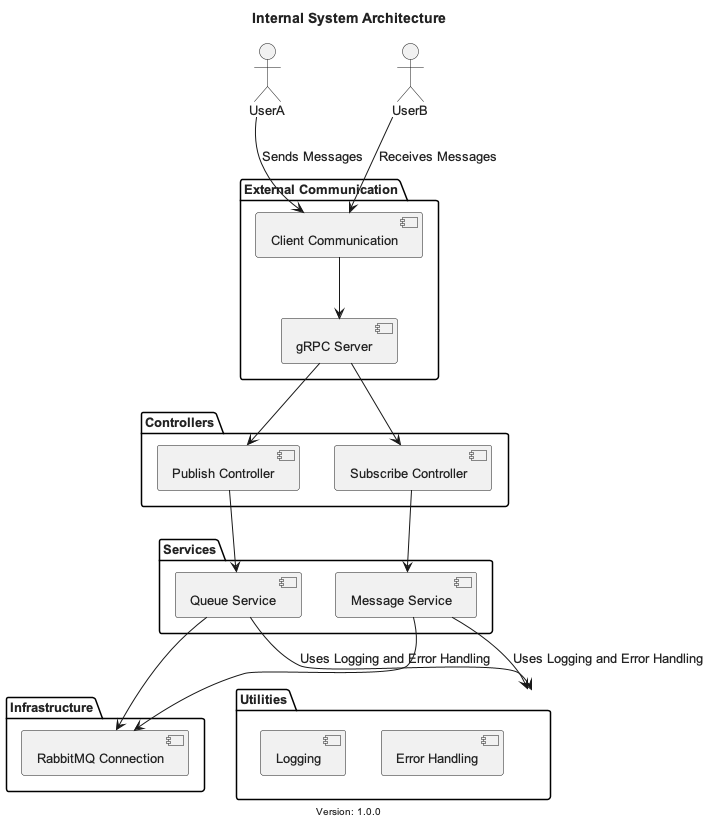 Internal System Architecture
UserA
UserB
Sends Messages
Receives Messages
External Communication
Client Communication
gRPC Server
Controllers
Publish Controller
Subscribe Controller
Services
Queue Service
Message Service
Uses Logging and Error Handling
Uses Logging and Error Handling
Infrastructure
RabbitMQ Connection
Utilities
Logging
Error Handling
Version: 1.0.0